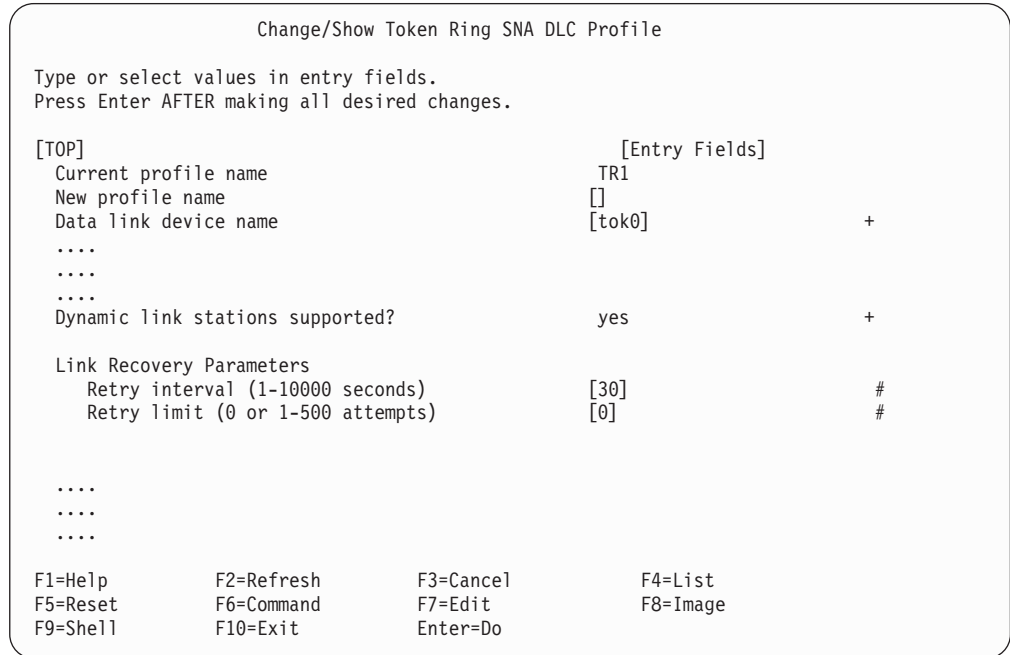 Change/Show Token Ring SNA DLC Profile
Type or select values in entry fields.
Press Enter AFTER making all desired changes.
[TOP] [Entry Fields]
Current profile name TR1
New profile name []
Data link device name [tok0] +
....
....
....
Dynamic link stations supported? yes +
Link Recovery Parameters
Retry interval (1-10000 seconds) [30] #
Retry limit (0 or 1-500 attempts) [0] #
....
....
....
F1=Help F2=Refresh F3=Cancel F4=List
F5=Reset F6=Command F7=Edit F8=Image
F9=Shell F10=Exit Enter=Do